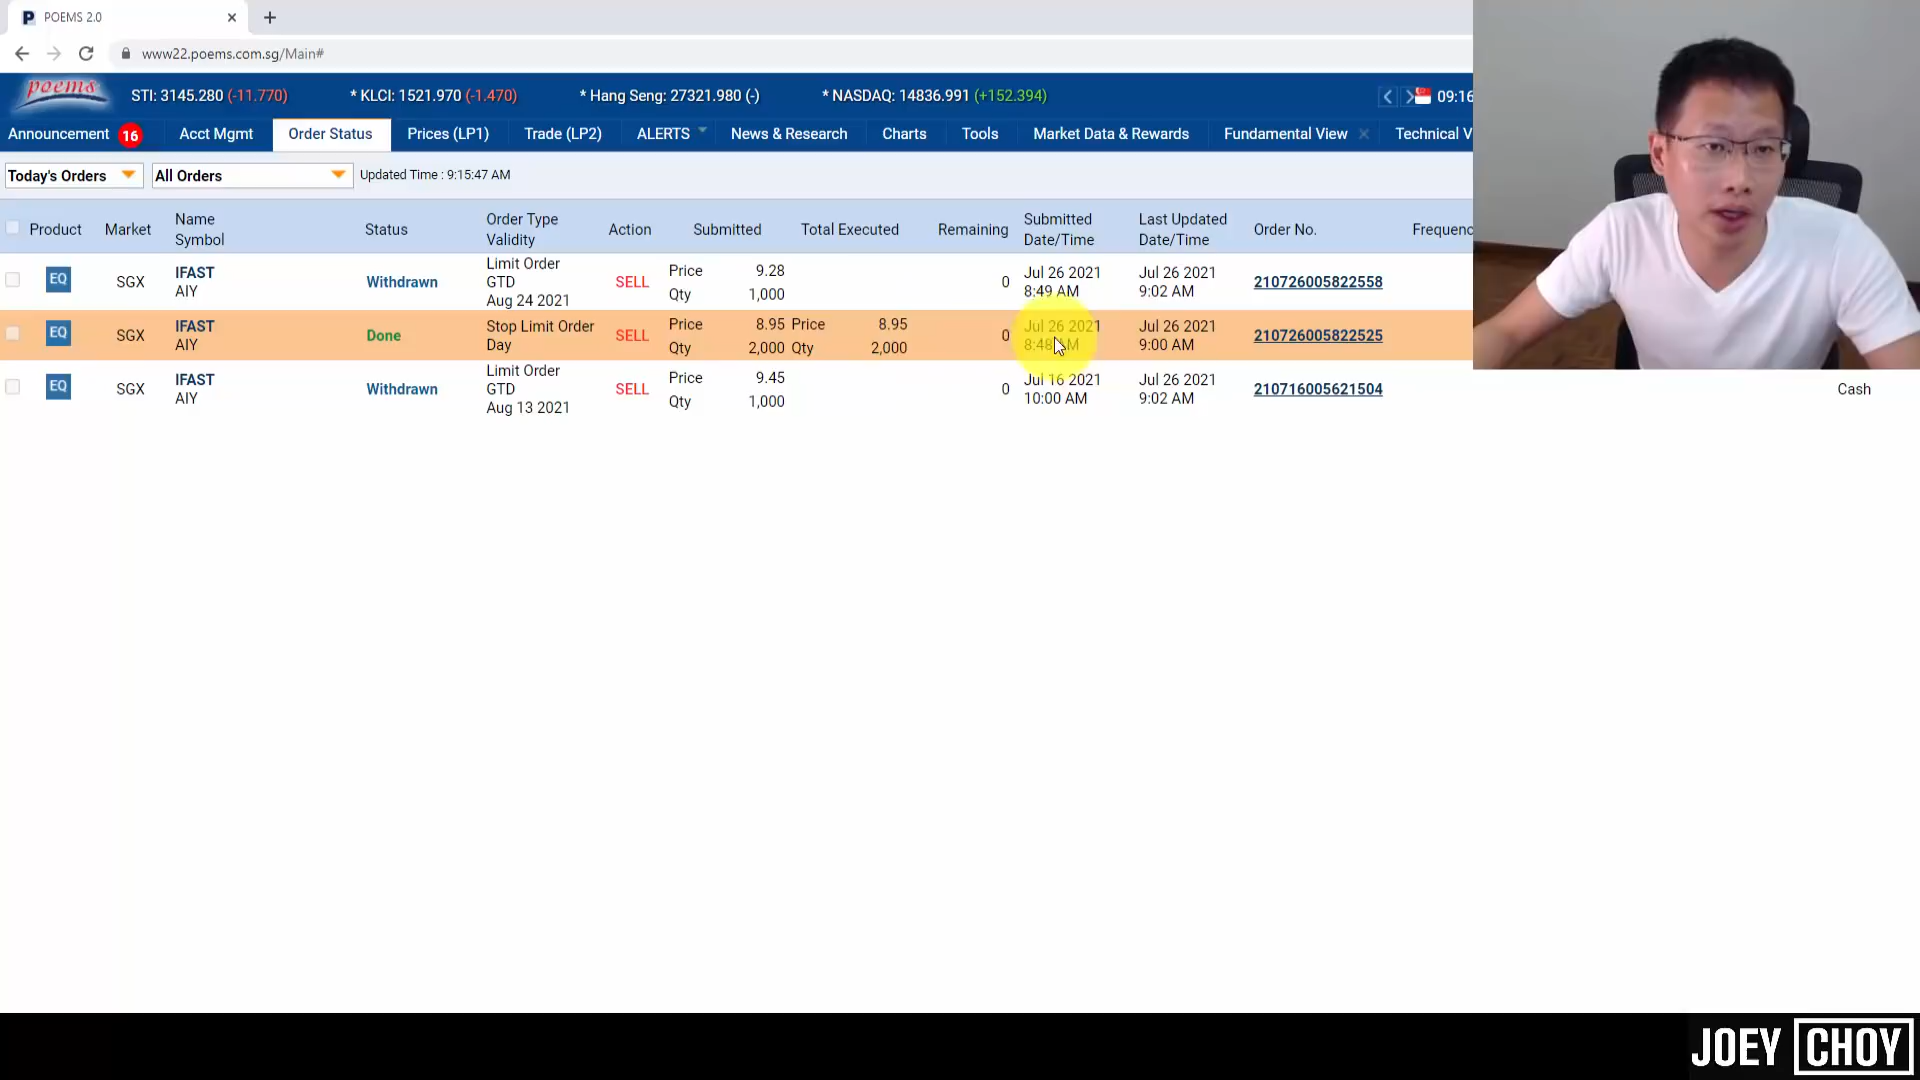 POEMS 2.0
www22.poems.com.sg/Main#
poems
STI: 3145.280 (-11.770) * KLCI: 1521.970 (-1.470) * Hang Seng: 27321.980 (-) * NASDAQ: 14836.991 (+152.394) 09:16
Announcement 16 Acct Mgmt Order Status Prices (LP1) Trade (LP2) ALERTS News & Research Charts Tools Market Data & Rewards Fundamental View Technical V
Today's Orders All Orders Updated Time : 9:15:47 AM
Product Market Name Symbol Status Order Type Validity Action Submitted Total Executed Remaining Submitted Date/Time Last Updated Date/Time Order No. Frequenc
EQ SGX IFAST AIY Withdrawn Limit Order GTD Aug 24 2021 SELL Price 9.28 Qty 1,000 0 Jul 26 2021 8:49 AM Jul 26 2021 9:02 AM 210726005822558
EQ SGX IFAST AIY Done Stop Limit Order Day SELL Price 8.95 Qty 2,000 Price 8.95 Qty 2,000 0 Jul 26 2021 8:48 AM Jul 26 2021 9:00 AM 210726005822525
EQ SGX IFAST AIY Withdrawn Limit Order GTD Aug 13 2021 SELL Price 9.45 Qty 1,000 0 Jul 16 2021 10:00 AM Jul 26 2021 9:02 AM 210716005621504 Cash
JOEY CHOY